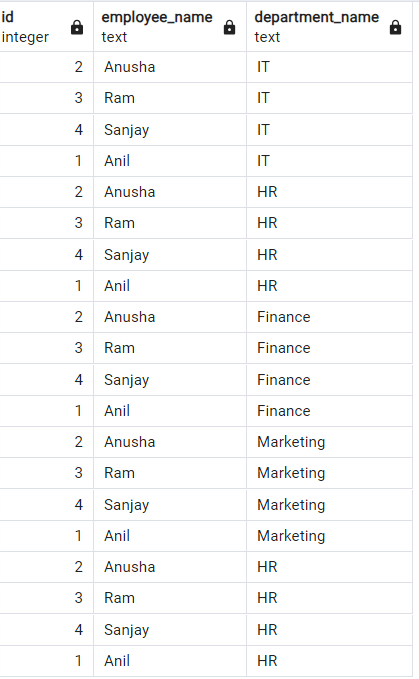 id employee_name department_name
integer text text
2 Anusha IT
3 Ram IT
4 Sanjay IT
1 Anil IT
2 Anusha HR
3 Ram HR
4 Sanjay HR
1 Anil HR
2 Anusha Finance
3 Ram Finance
4 Sanjay Finance
1 Anil Finance
2 Anusha Marketing
3 Ram Marketing
4 Sanjay Marketing
1 Anil Marketing
2 Anusha HR
3 Ram HR
4 Sanjay HR
1 Anil HR